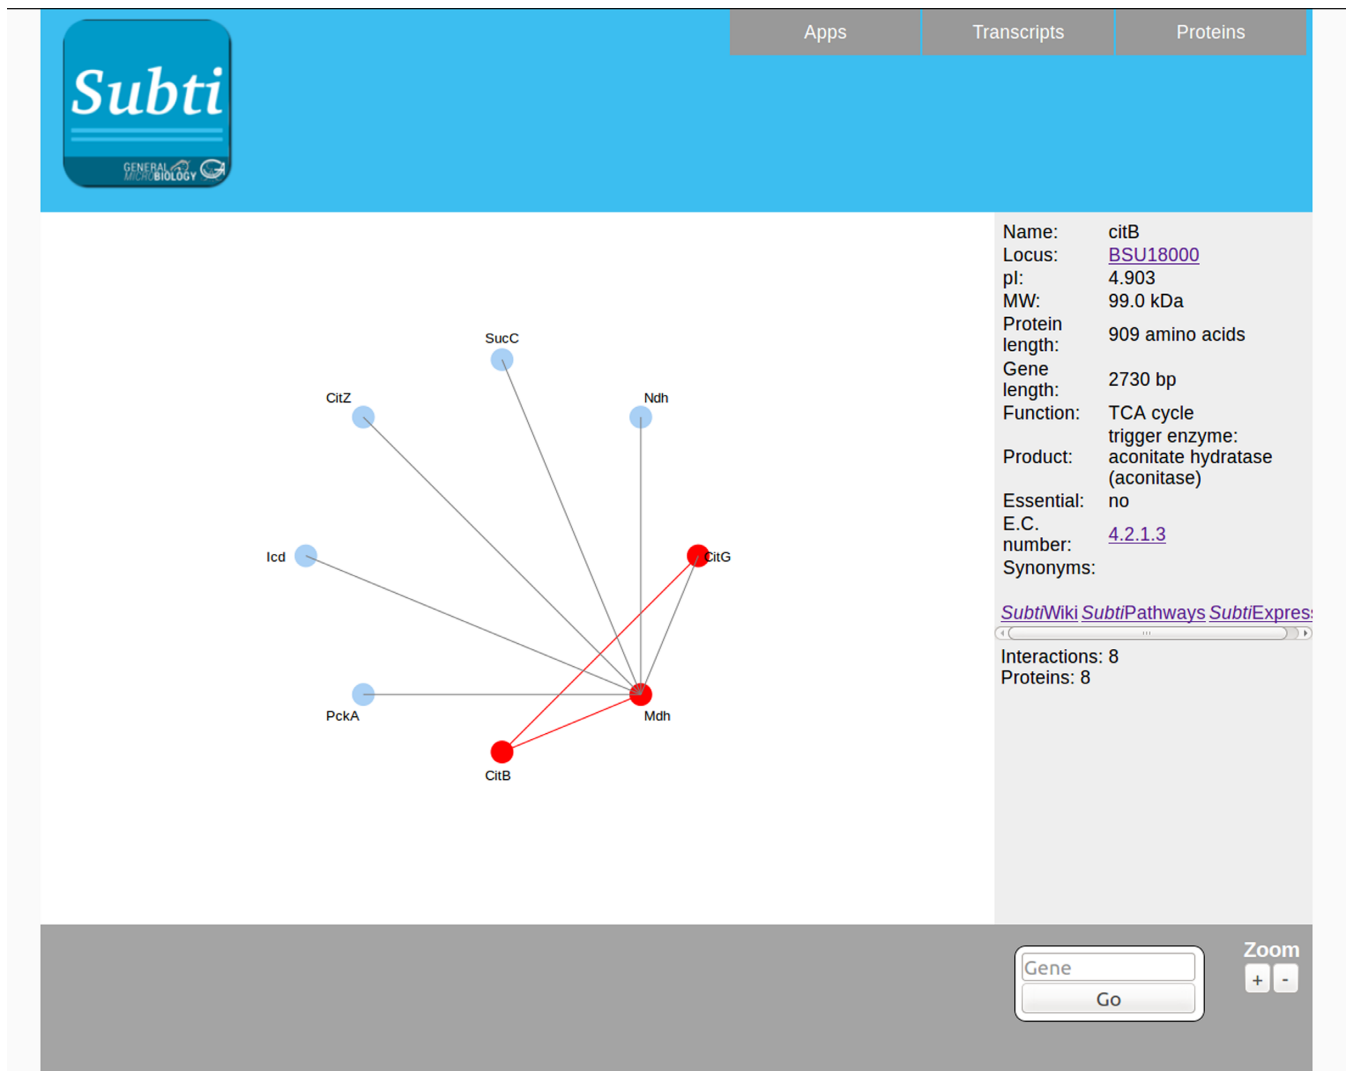 Apps
Transcripts
Proteins
Subti
GENERAL
MICROBIOLOGY
SucC
CitZ
Ndh
Icd
CitG
PckA
Mdh
CitB
Name: citB
Locus: BSU18000
pI: 4.903
MW: 99.0 kDa
Protein
length: 909 amino acids
Gene
length: 2730 bp
Function: TCA cycle
trigger enzyme:
Product: aconitate hydratase
(aconitase)
Essential: no
E.C.
number: 4.2.1.3
Synonyms:
SubtiWiki SubtiPathways SubtiExpress
Interactions: 8
Proteins: 8
Gene
Go
Zoom
+ -